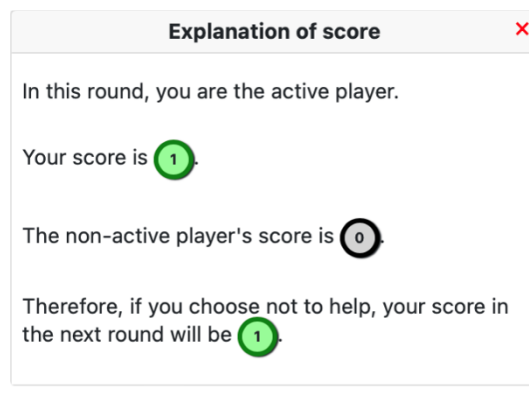 Explanation of score
×
In this round, you are the active player.
Your score is 1.
The non-active player's score is 0.
Therefore, if you choose not to help, your score in
the next round will be 1.